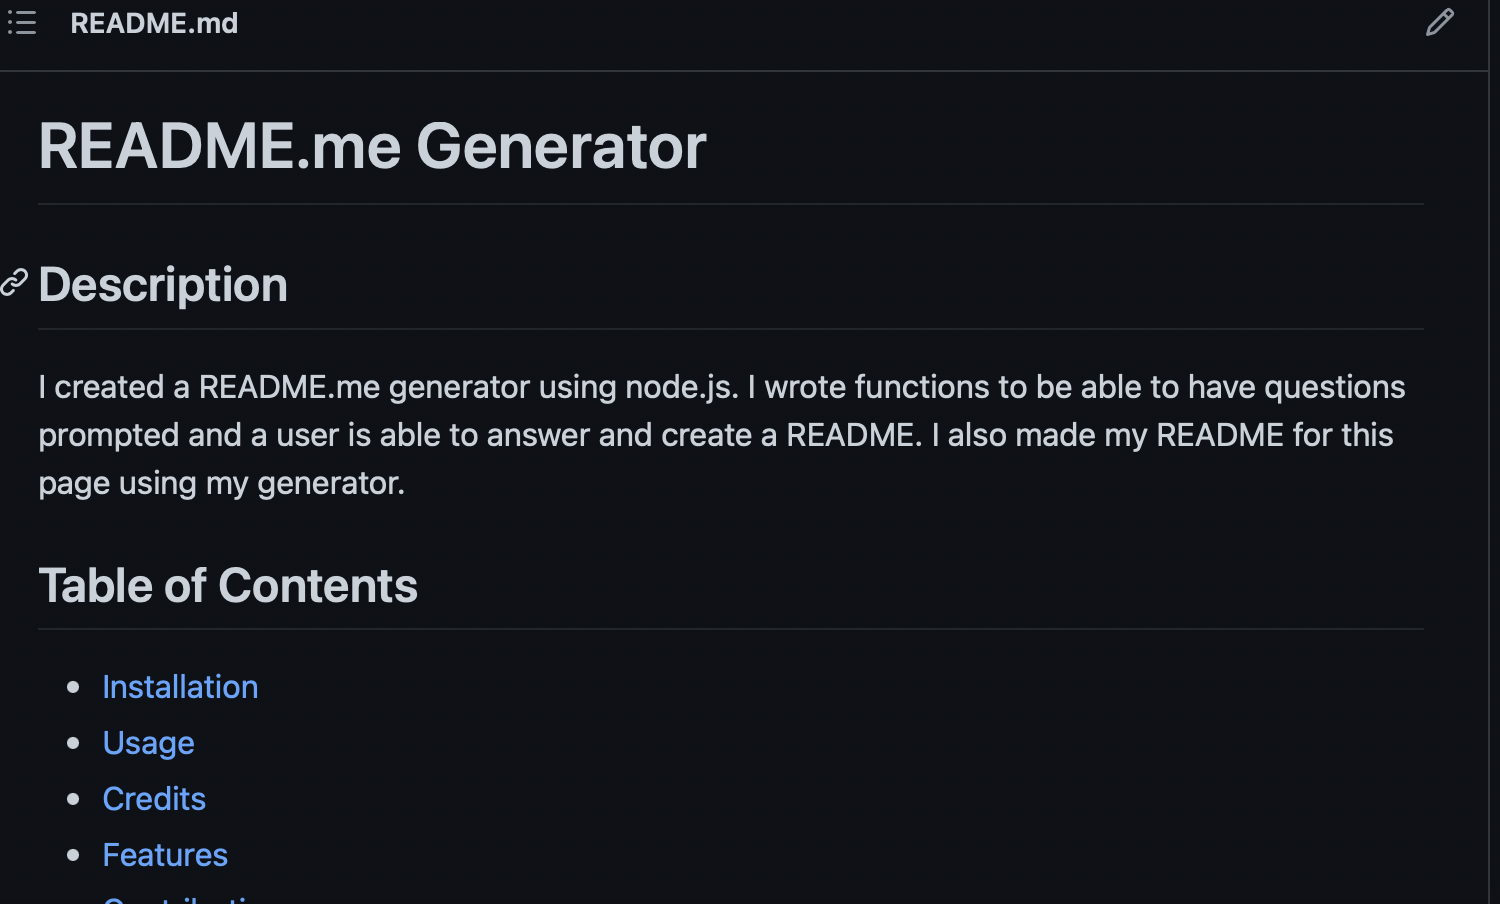 README.md
README.me Generator
Description
I created a README.me generator using node.js. I wrote functions to be able to have questions
prompted and a user is able to answer and create a README. I also made my README for this
page using my generator.
Table of Contents
Installation
Usage
Credits
Features